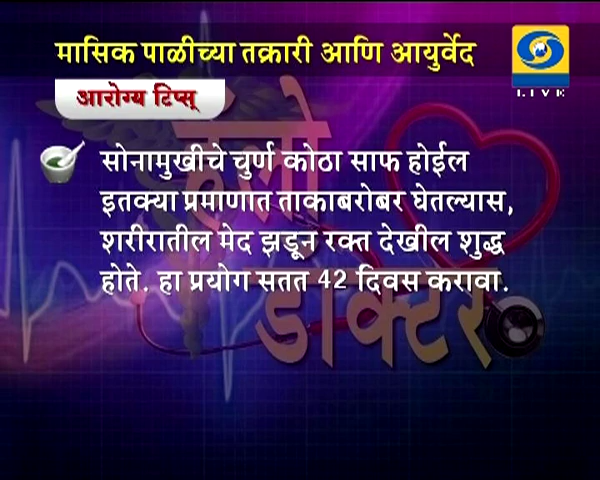 मासिक पाळीच्या तक्रारी आणि आयुर्वेद
LIVE
आरोग्य टिप्स्
सोनामुखीचे चुर्ण कोठा साफ होईल
इतक्या प्रमाणात ताकाबरोबर घेतल्यास,
शरीरातील मेद झडून रक्त देखील शुद्ध
होते. हा प्रयोग सतत 42 दिवस करावा.
हॅलो
डॉक्टर